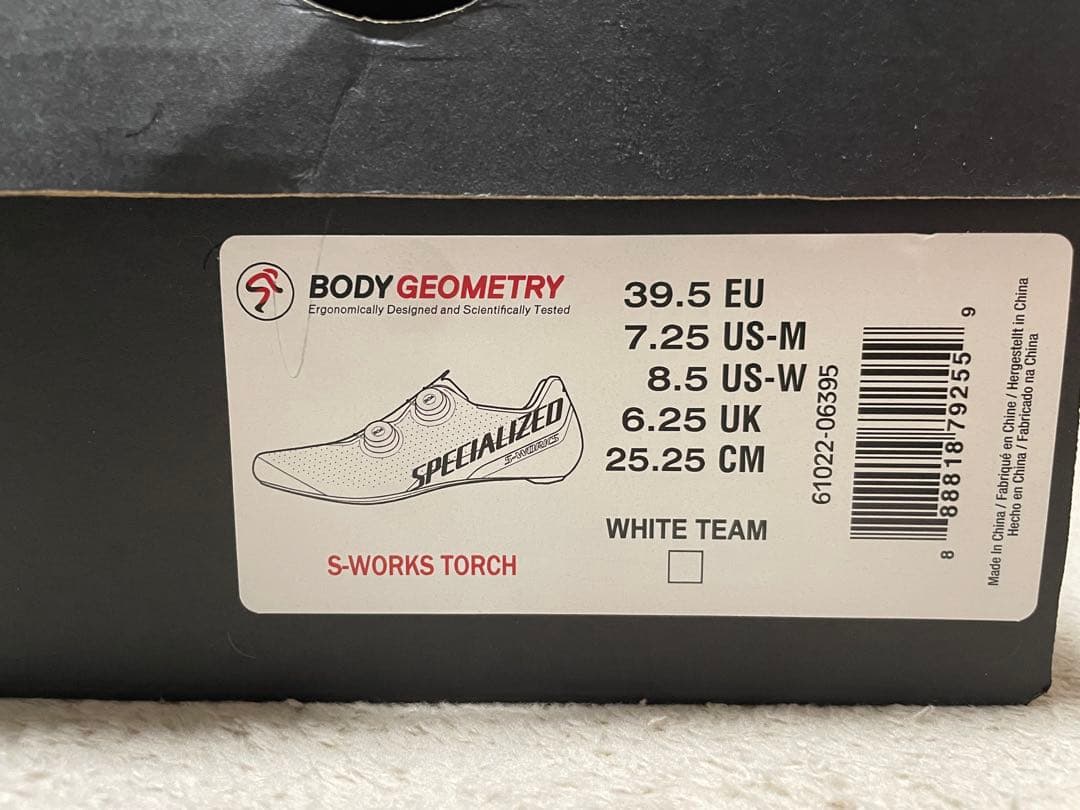 BODY GEOMETRY
Ergonomically Designed and Scientifically Tested
SPECIALIZED
S-WORKS
S-WORKS TORCH
39.5 EU
7.25 US-M
8.5 US-W
6.25 UK
25.25 CM
WHITE TEAM
61022-06395
8 88818 79255 9
Made In China / Fabriqué en Chine / Hergestellt in China
Hecho en China / Fabricado na China